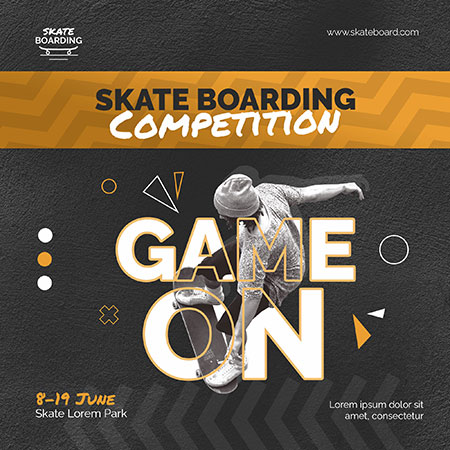 SKATE
BOARDING
www.skateboard.com
SKATE BOARDING
COMPETITION
GAME
ON
8-19 JUNE
Skate Lorem Park
Lorem ipsum dolor sit
amet, consectetur